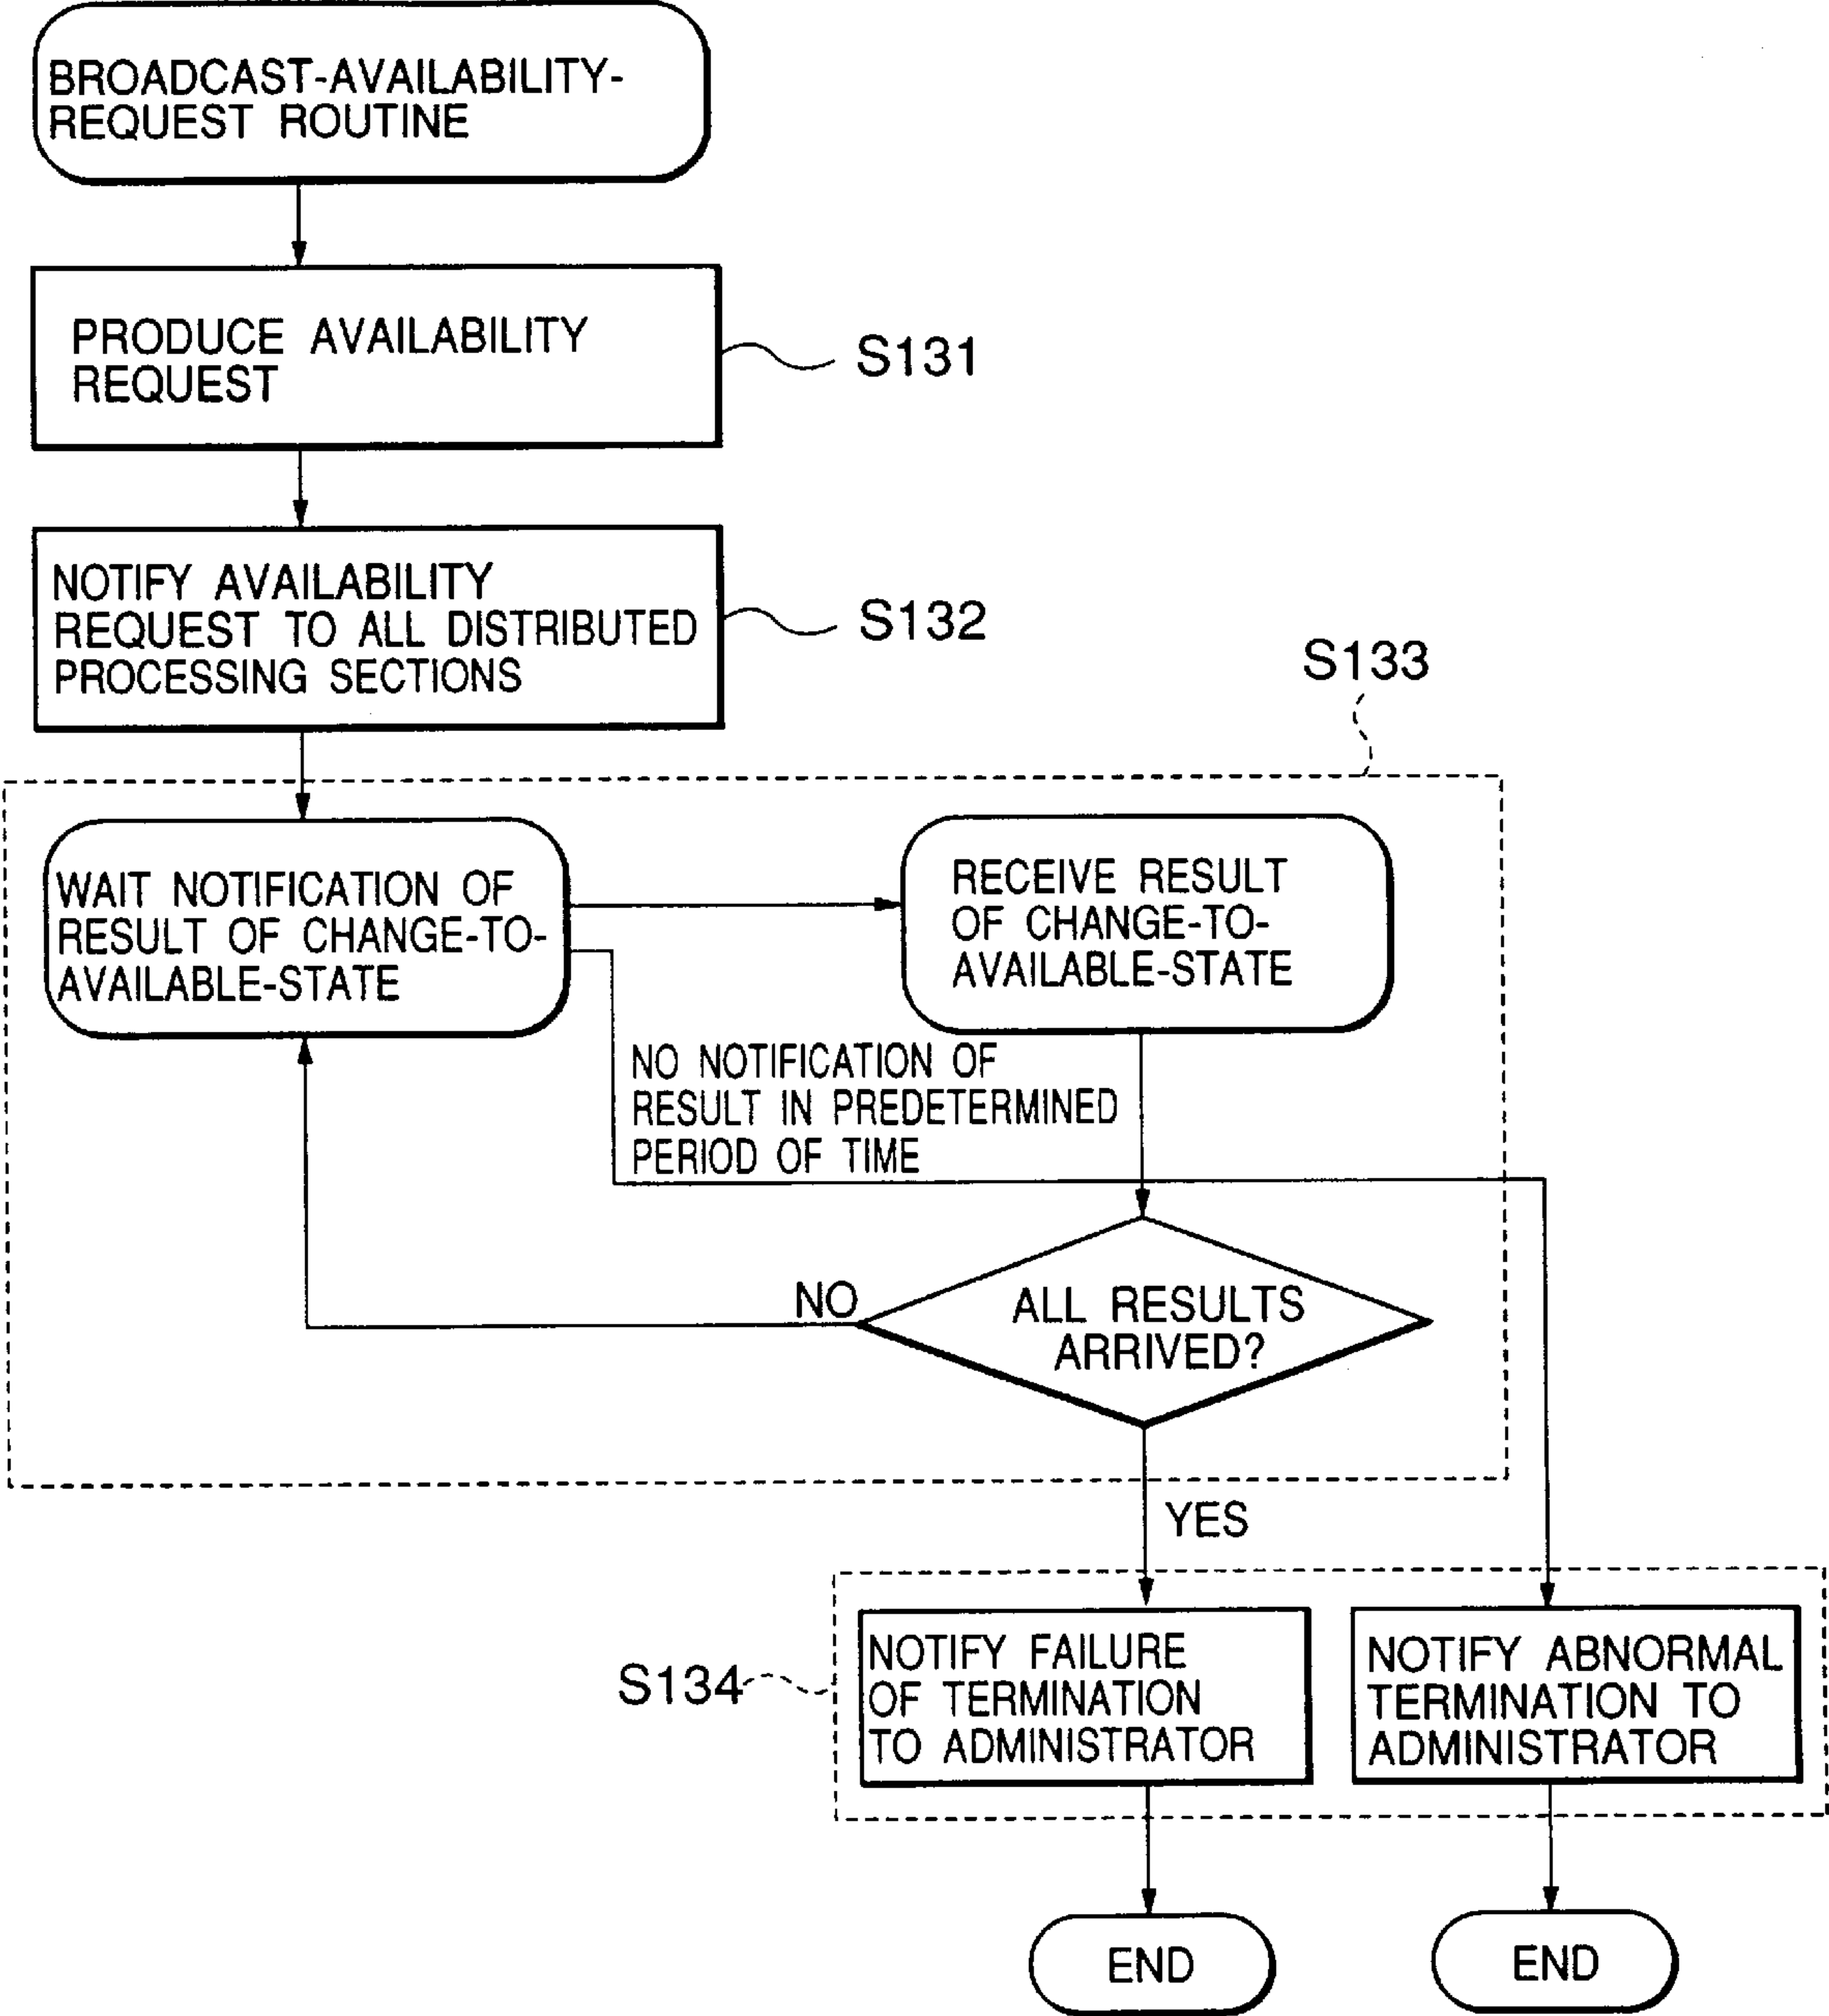 BROADCAST-AVAILABILITY-
REQUEST ROUTINE
PRODUCE AVAILABILITY
REQUEST
S131
NOTIFY AVAILABILITY
REQUEST TO ALL DISTRIBUTED
PROCESSING SECTIONS
S132
S133
WAIT NOTIFICATION OF
RESULT OF CHANGE-TO-
AVAILABLE-STATE
RECEIVE RESULT
OF CHANGE-TO-
AVAILABLE-STATE
NO NOTIFICATION OF
RESULT IN PREDETERMINED
PERIOD OF TIME
NO
ALL RESULTS
ARRIVED?
YES
S134
NOTIFY FAILURE
OF TERMINATION
TO ADMINISTRATOR
NOTIFY ABNORMAL
TERMINATION TO
ADMINISTRATOR
END
END